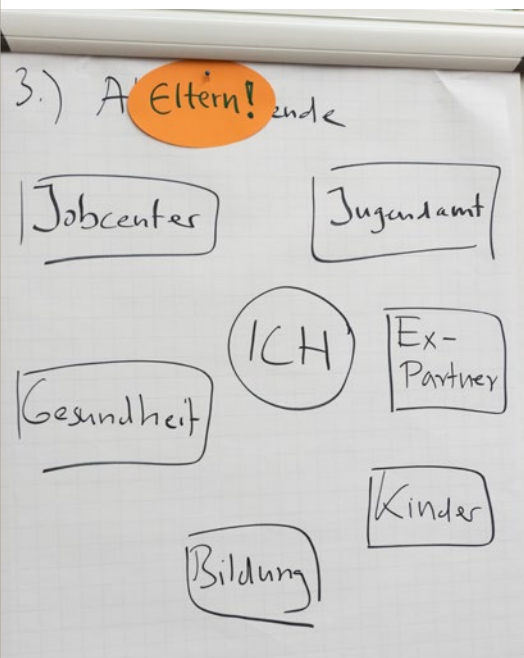 3.) A Eltern! ende
Jobcenter
Jugendamt
ICH
Ex-
Partner
Gesundheit
Kinder
Bildung